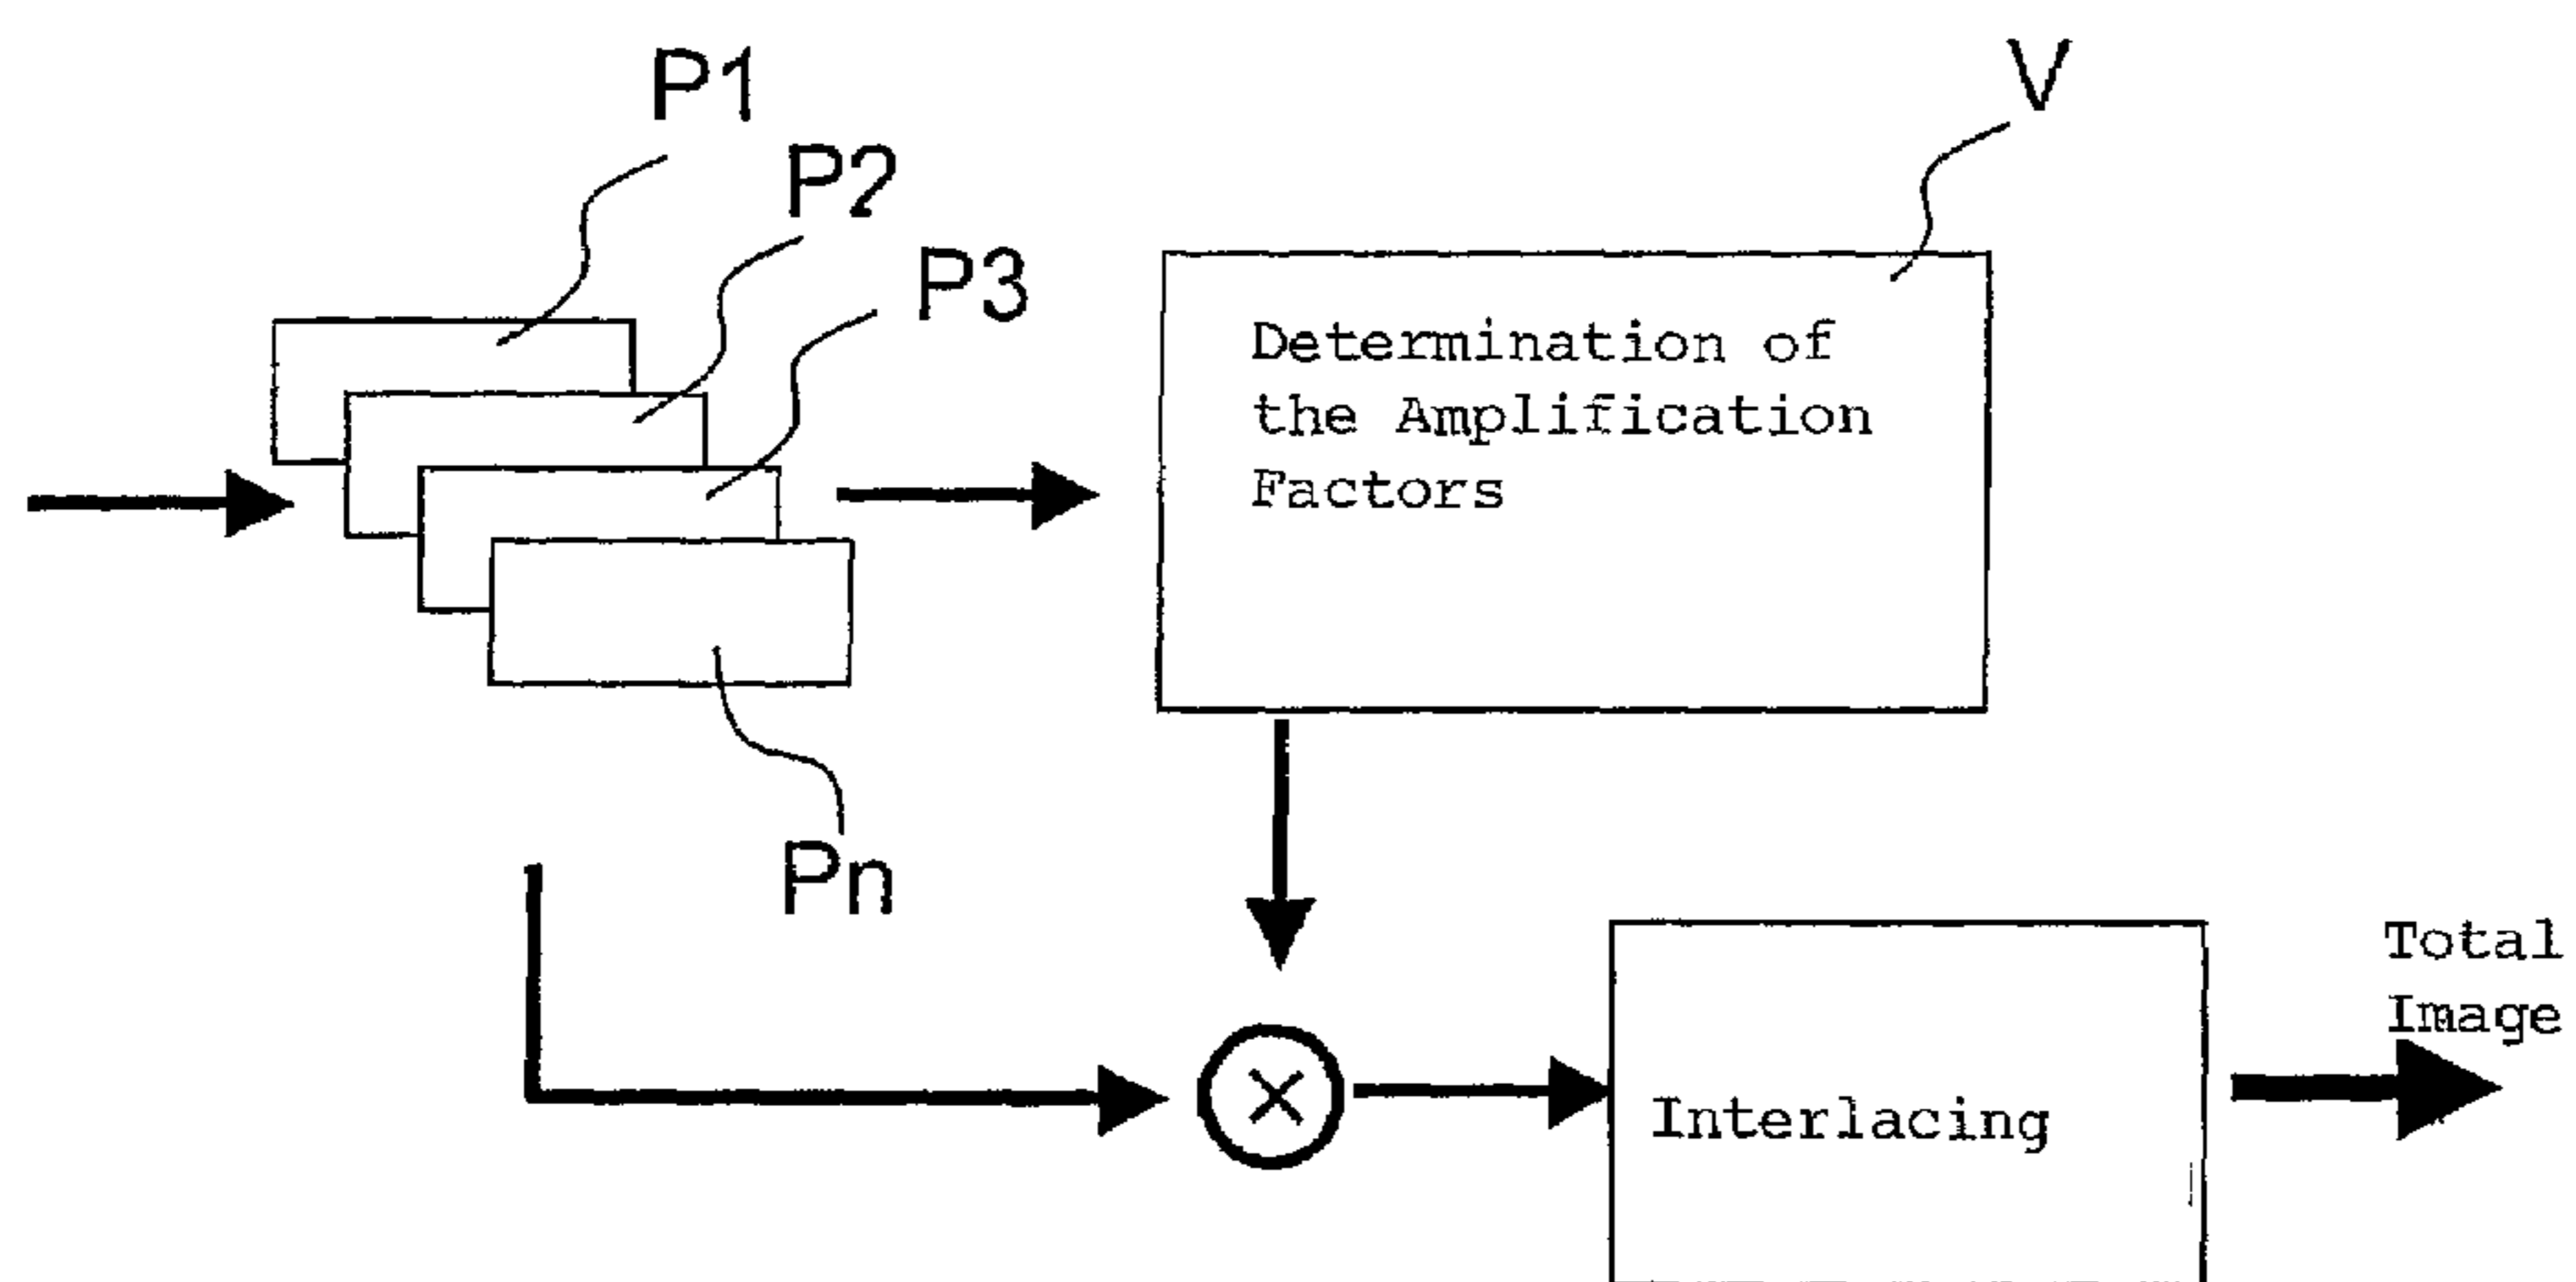 P1
P2
P3
V
Determination of
the Amplification
Factors
Pn
Total
Image
Interlacing